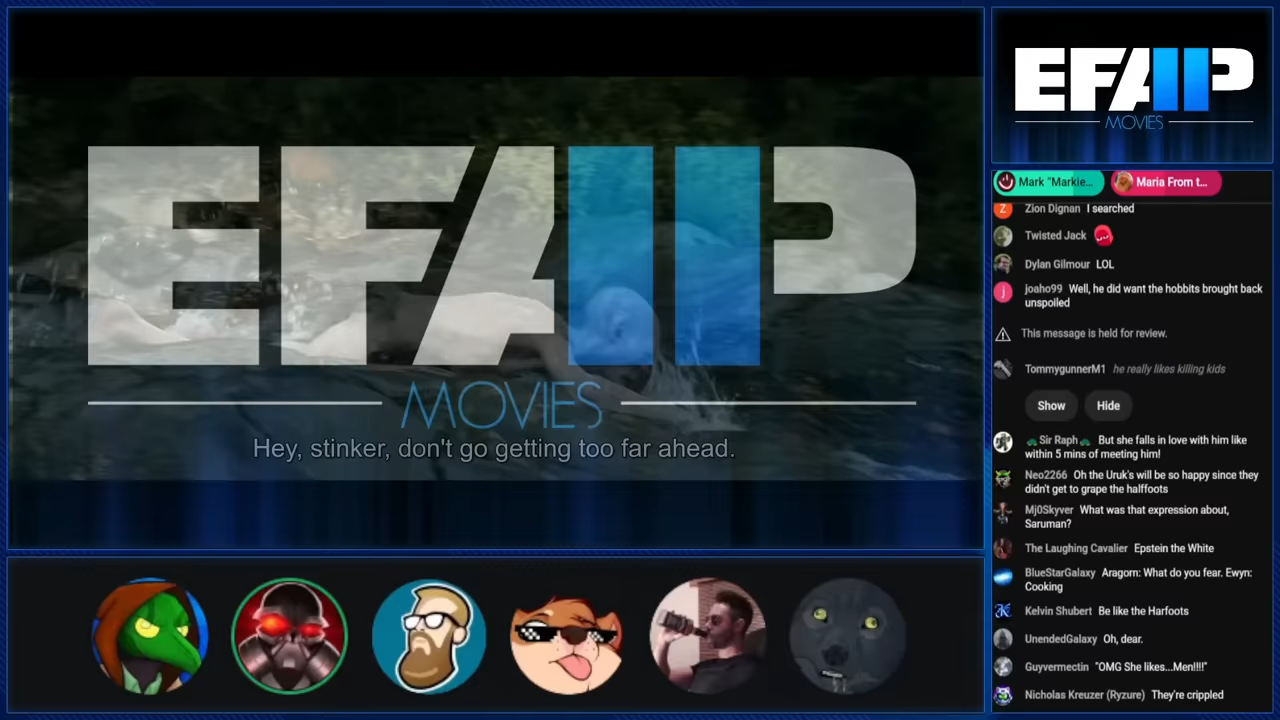 EFAP
MOVIES
Hey, stinker, don't go getting too far ahead.
EFAP
MOVIES
Mark "Markie...
Maria From t...
Zion Dignan I searched
Twisted Jack
Dylan Gilmour LOL
joaho99 Well, he did want the hobbits brought back
unspoiled
This message is held for review.
TommygunnerM1 he really likes killing kids
Show
Hide
Sir Raph But she falls in love with him like
within 5 mins of meeting him!
Neo2266 Oh the Uruk's will be so happy since they
didn't get to grape the halffoots
Mj0Skyver What was that expression about,
Saruman?
The Laughing Cavalier Epstein the White
BlueStarGalaxy Aragorn: What do you fear. Ewyn:
Cooking
Kelvin Shubert Be like the Harfoots
UnendedGalaxy Oh, dear.
Guyvermectin "OMG She likes...Men!!!!"
Nicholas Kreuzer (Ryzure) They're crippled